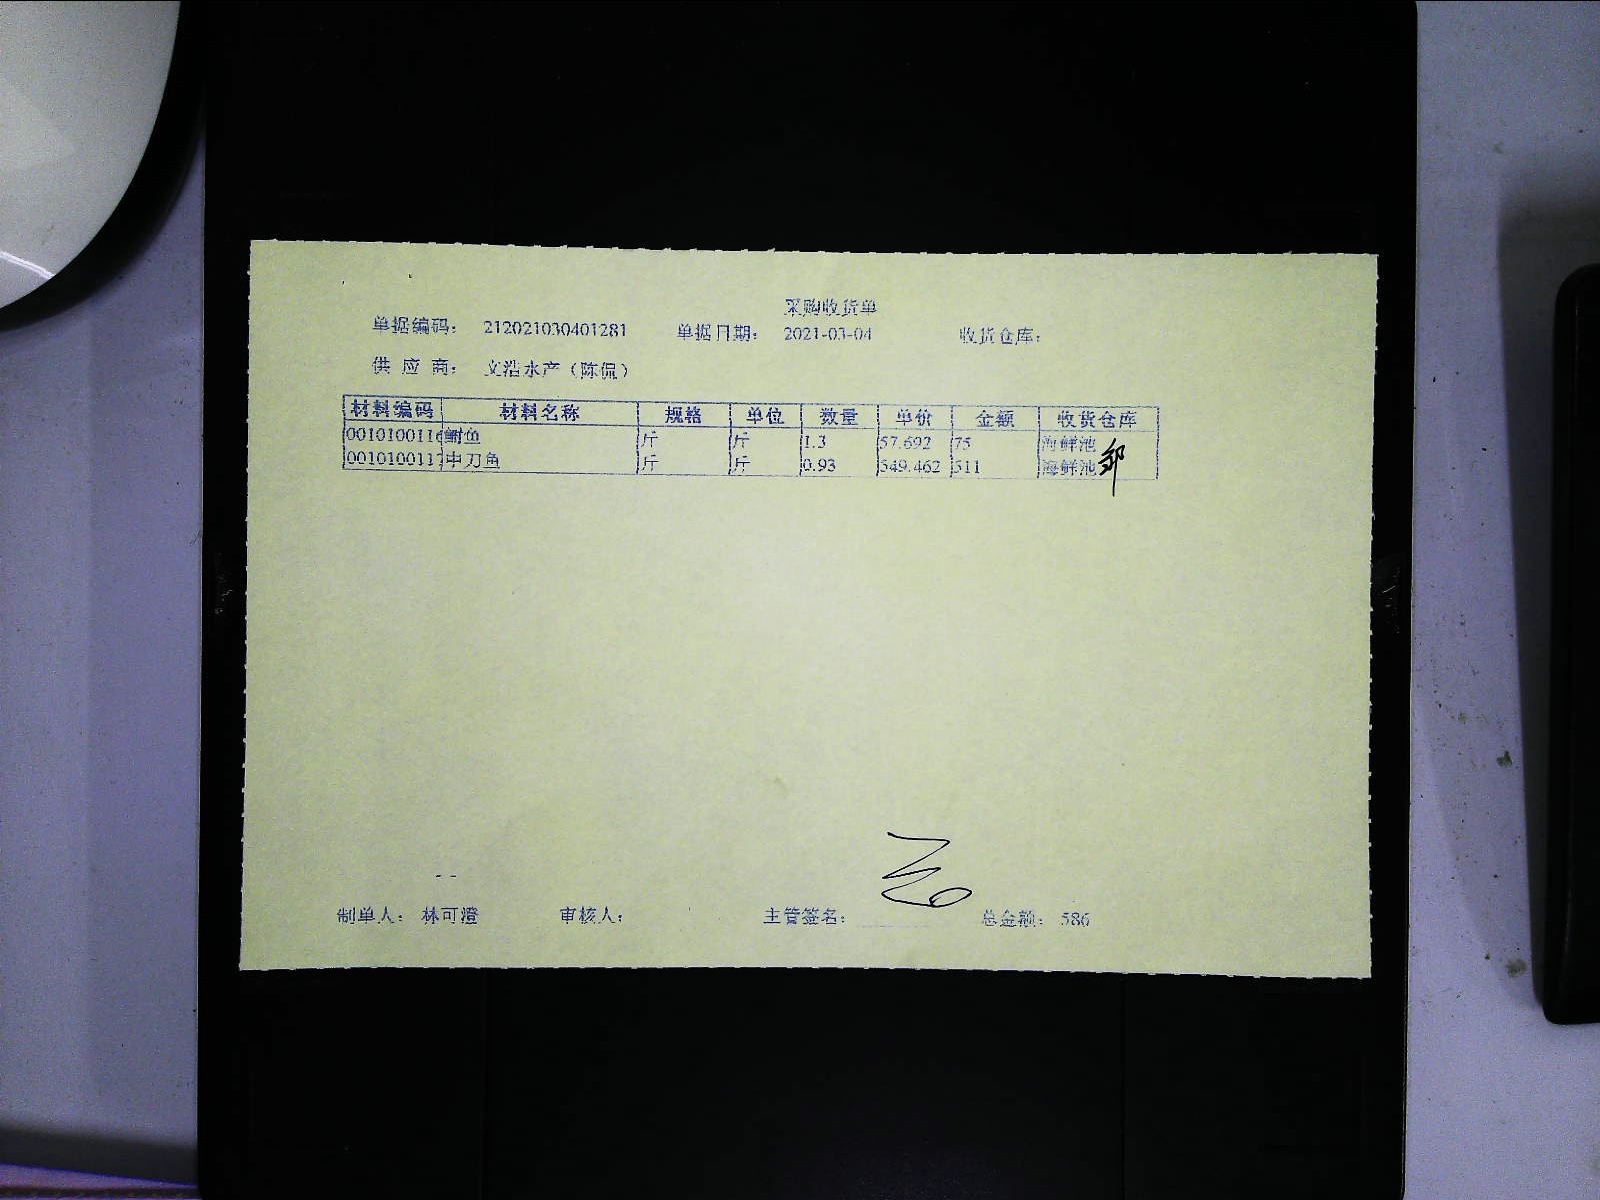 采购收货单
单据编码： 212021030401281 单据日期： 2021-03-04 收货仓库：
供 应 商： 文浩水产（陈侃）
材料编码 材料名称 规格 单位 数量 单价 金额 收货仓库
0010100116 鲥鱼 斤 斤 1.3 57.692 75 海鲜池
0010100117 中刀鱼 斤 斤 0.93 549.462 511 海鲜池
制单人： 林可澄 审核人： 主管签名： 总金额： 586